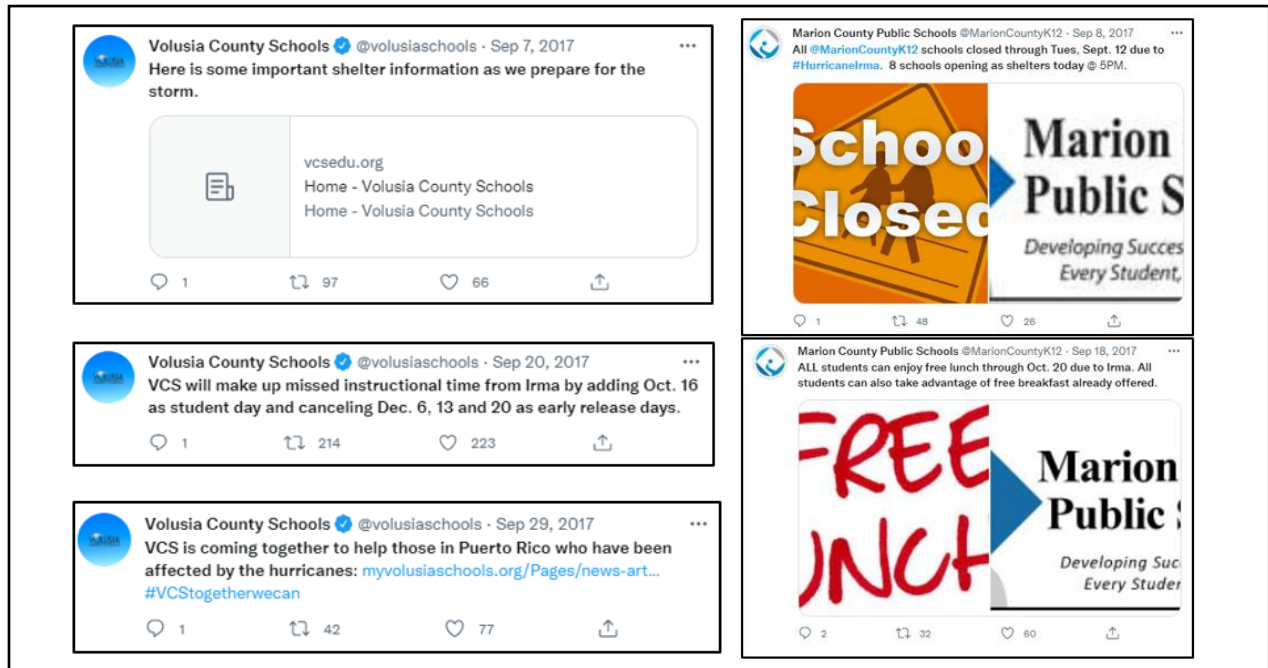 Volusia County Schools @volusiaschools · Sep 7, 2017
Here is some important shelter information as we prepare for the
storm.
vcsedu.org
Home - Volusia County Schools
Home - Volusia County Schools
1 97 66
Volusia County Schools @volusiaschools · Sep 20, 2017
VCS will make up missed instructional time from Irma by adding Oct. 16
as student day and canceling Dec. 6, 13 and 20 as early release days.
1 214 223
Volusia County Schools @volusiaschools · Sep 29, 2017
VCS is coming together to help those in Puerto Rico who have been
affected by the hurricanes: myvolusiaschools.org/Pages/news-art...
#VCStogetherwecan
1 42 77
Marion County Public Schools @MarionCountyK12 · Sep 8, 2017
All @MarionCountyK12 schools closed through Tues, Sept. 12 due to
#HurricaneIrma. 8 schools opening as shelters today @ 5PM.
Schoo
Closed
Marion
Public S
Developing Succes
Every Student,
1 48 26
Marion County Public Schools @MarionCountyK12 · Sep 18, 2017
ALL students can enjoy free lunch through Oct. 20 due to Irma. All
students can also take advantage of free breakfast already offered.
FREE
UNCH
Marion
Public
Developing Suc
Every Studen
2 32 60